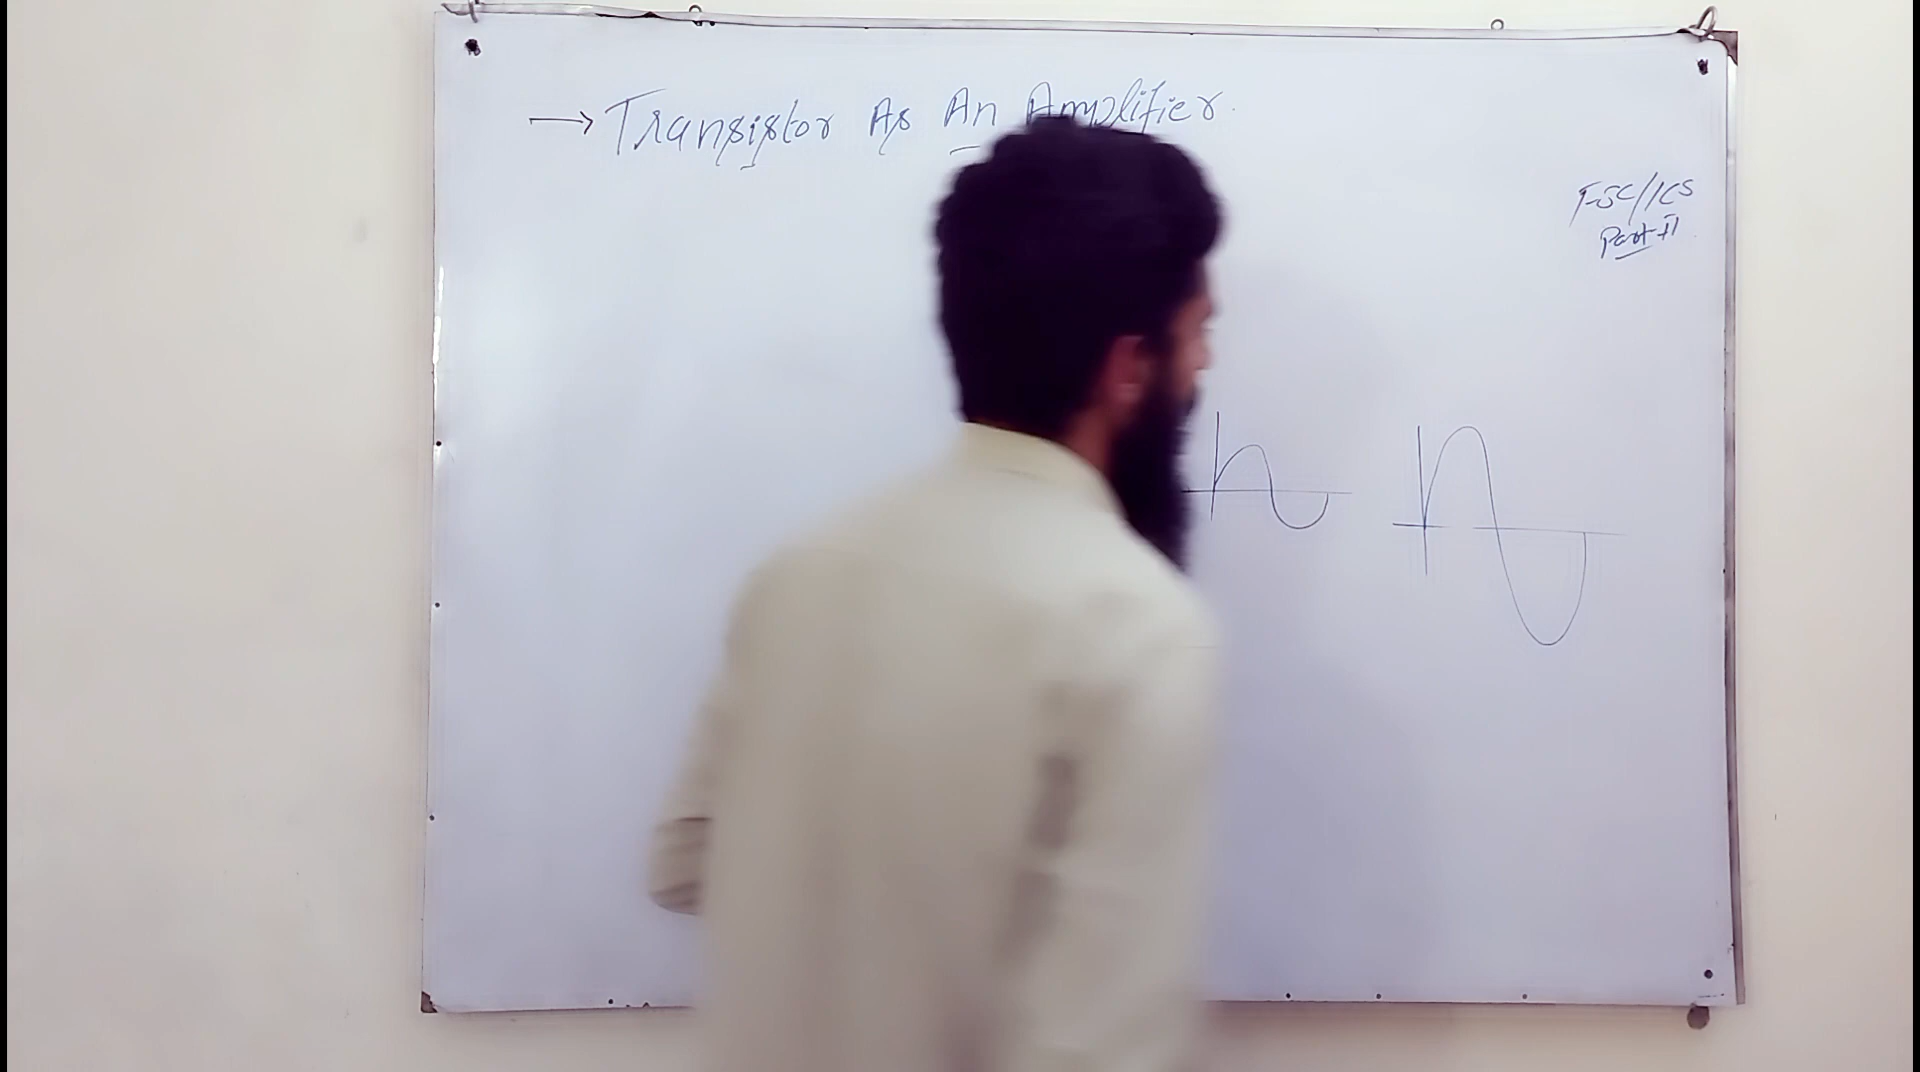 → Transistor As An Amplifier.
F.SC/ICS
Part-II